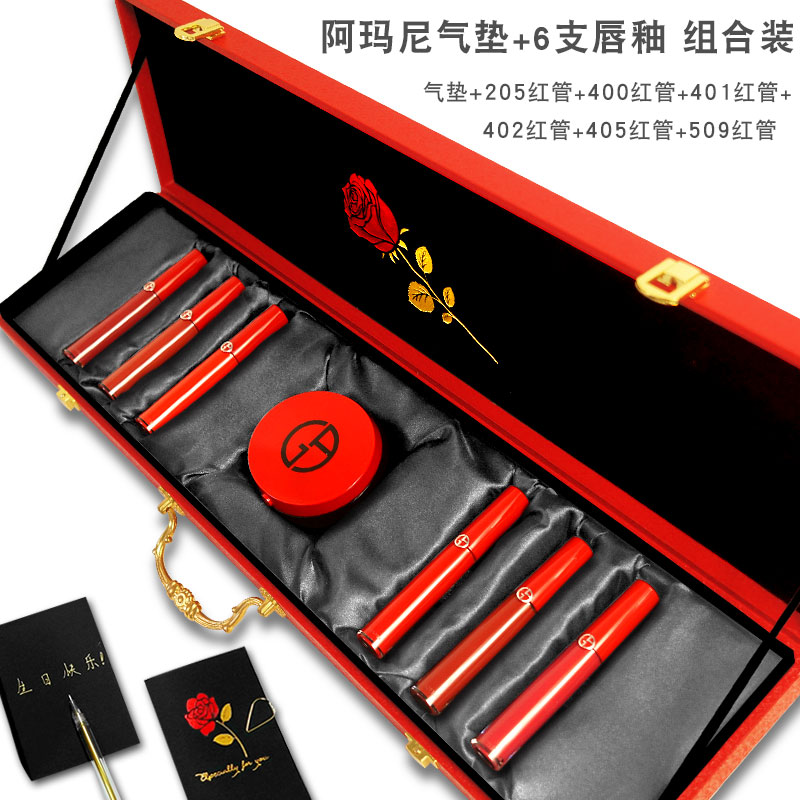 阿玛尼气垫+6支唇釉 组合装
气垫+205红管+400红管+401红管+
402红管+405红管+509红管
GA
生日快乐!
Especially for you